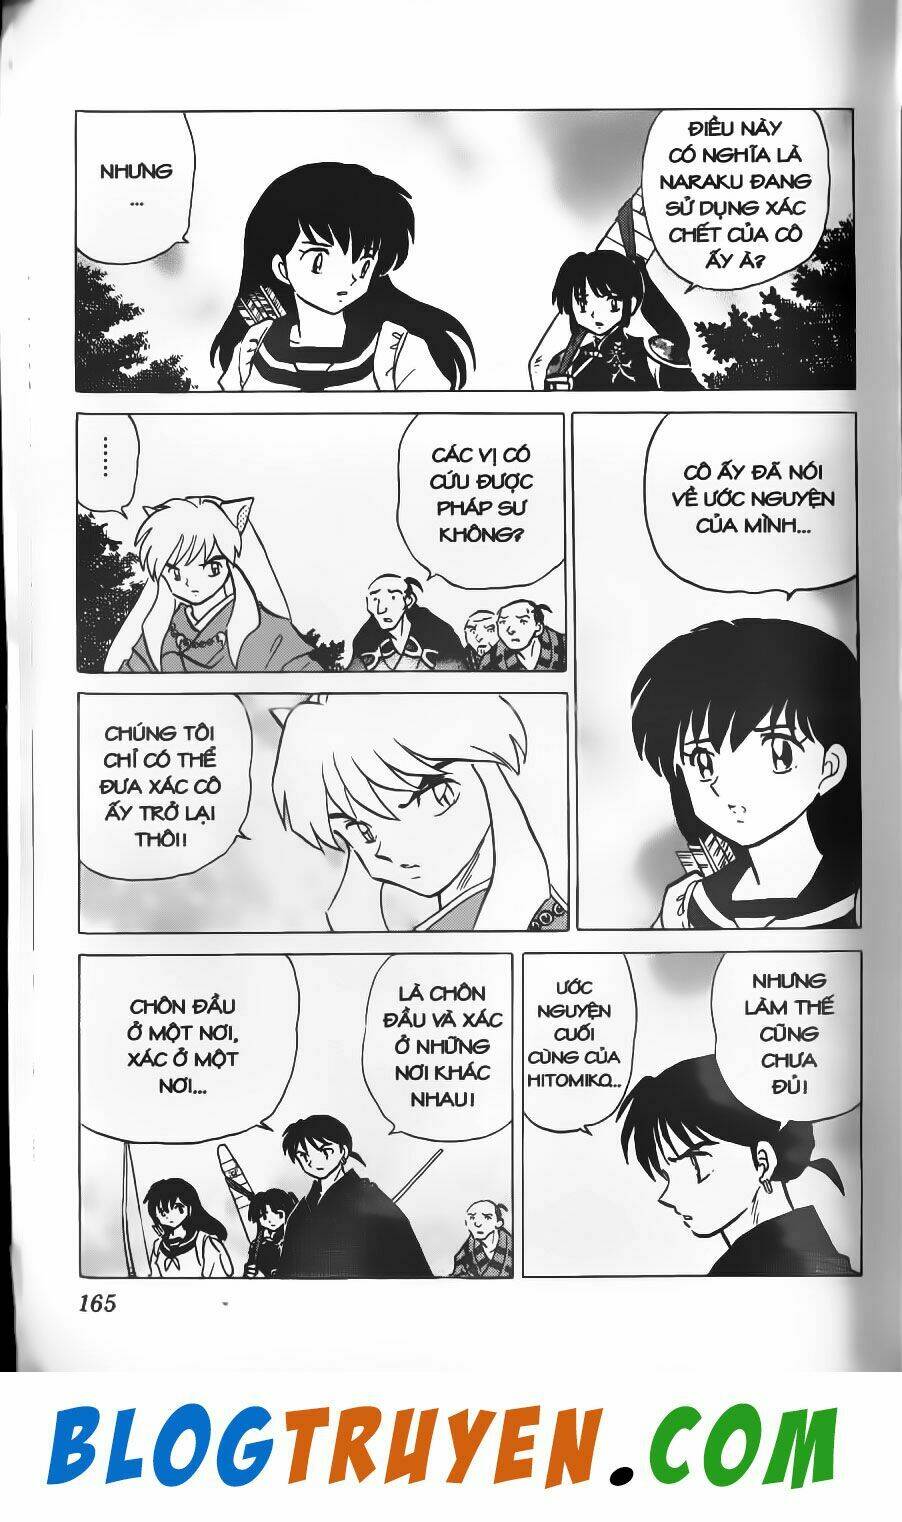 ĐIỀU NÀY
CÓ NGHĨA LÀ
NARAKU ĐANG
SỬ DỤNG XÁC
CHẾT CỦA CÔ
ẤY À?
NHƯNG
...
CÔ ẤY ĐÃ NÓI
VỀ ƯỚC NGUYỆN
CỦA MÌNH...
CÁC VỊ CÓ
CỨU ĐƯỢC
PHÁP SƯ
KHÔNG?
......
CHÚNG TÔI
CHỈ CÓ THỂ
ĐƯA XÁC CÔ
ẤY TRỞ LẠI
THÔI!
NHƯNG
LÀM THẾ
CŨNG
CHƯA
ĐỦ!
ƯỚC
NGUYỆN
CUỐI
CÙNG CỦA
HITOMIKO...
LÀ CHÔN
ĐẦU VÀ XÁC
Ở NHỮNG
NƠI KHÁC
NHAU!
CHÔN ĐẦU
Ở MỘT NƠI,
XÁC Ở MỘT
NƠI...
165
BLOGTRUYEN.COM